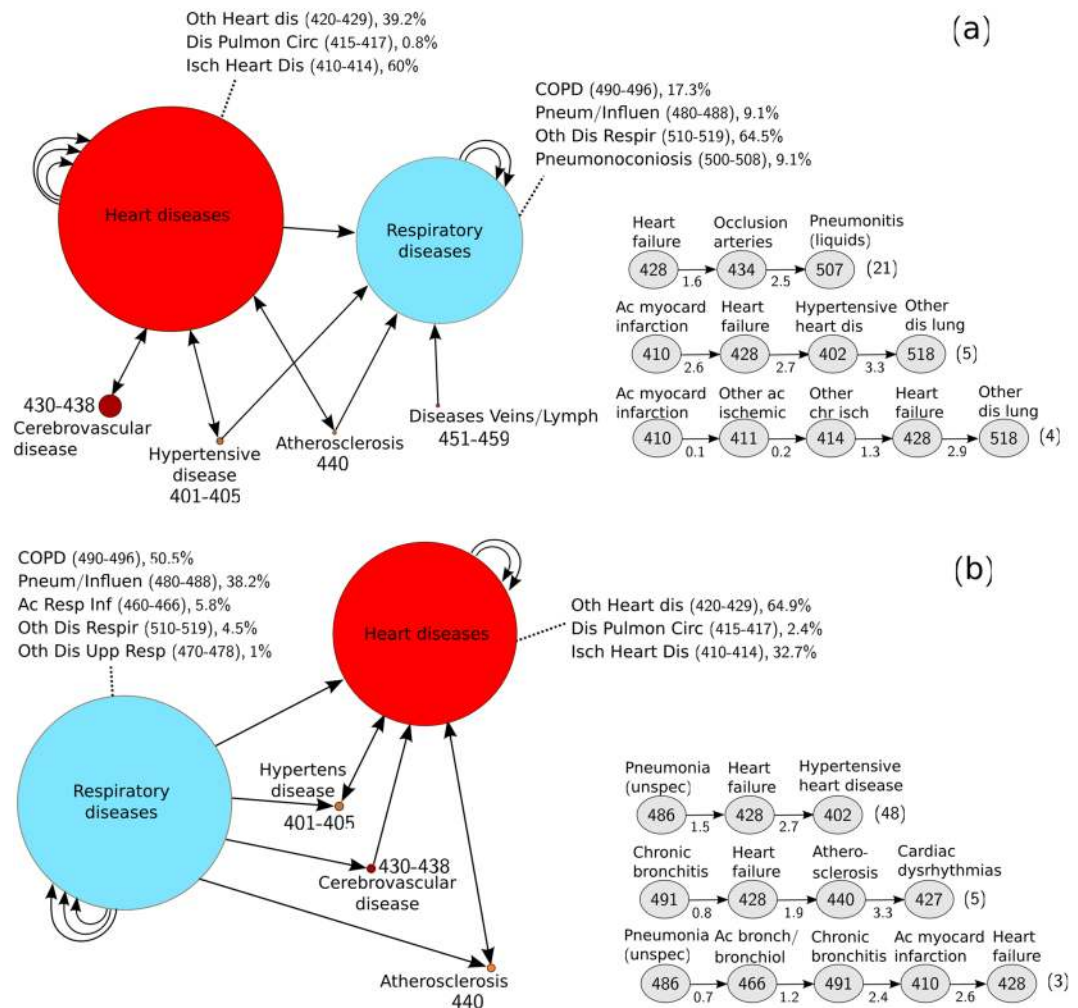 (a)
Oth Heart dis (420-429), 39.2%
Dis Pulmon Circ (415-417), 0.8%
Isch Heart Dis (410-414), 60%
COPD (490-496), 17.3%
Pneum/Influen (480-488), 9.1%
Oth Dis Respir (510-519), 64.5%
Pneumonoconiosis (500-508), 9.1%
Heart diseases
Respiratory
diseases
430-438
Cerebrovascular
disease
Hypertensive
disease
401-405
Atherosclerosis
440
Diseases Veins/Lymph
451-459
Heart
failure
Occlusion
arteries
Pneumonitis
(liquids)
428 434 507 (21)
1.6 2.5
Ac myocard
infarction
Heart
failure
Hypertensive
heart dis
Other
dis lung
410 428 402 518 (5)
2.6 2.7 3.3
Ac myocard
infarction
Other ac
ischemic
Other
chr isch
Heart
failure
Other
dis lung
410 411 414 428 518 (4)
0.1 0.2 1.3 2.9
(b)
COPD (490-496), 50.5%
Pneum/Influen (480-488), 38.2%
Ac Resp Inf (460-466), 5.8%
Oth Dis Respir (510-519), 4.5%
Oth Dis Upp Resp (470-478), 1%
Heart diseases
Oth Heart dis (420-429), 64.9%
Dis Pulmon Circ (415-417), 2.4%
Isch Heart Dis (410-414), 32.7%
Respiratory
diseases
Hypertens
disease
401-405
430-438
Cerebrovascular
disease
Atherosclerosis
440
Pneumonia
(unspec)
Heart
failure
Hypertensive
heart disease
486 428 402 (48)
1.5 2.7
Chronic
bronchitis
Heart
failure
Athero-
sclerosis
Cardiac
dysrhythmias
491 428 440 427 (5)
0.8 1.9 3.3
Pneumonia
(unspec)
Ac bronch/
bronchiol
Chronic
bronchitis
Ac myocard
infarction
Heart
failure
486 466 491 410 428 (3)
0.7 1.2 2.4 2.6